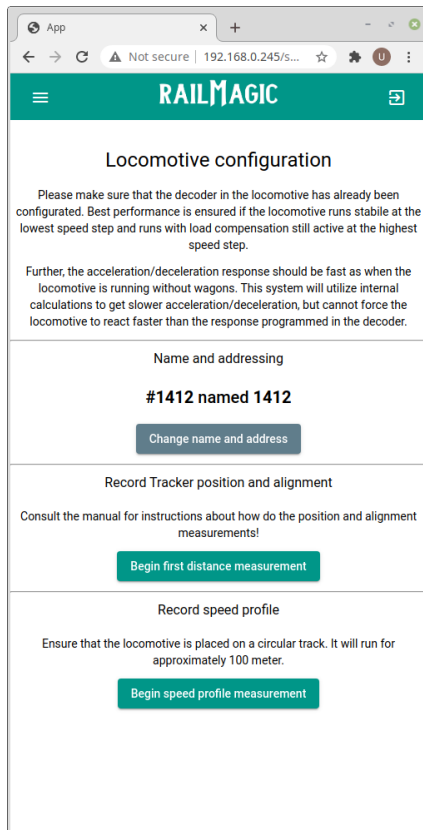 App
Not secure | 192.168.0.245/s...
U
RAILMAGIC
Locomotive configuration
Please make sure that the decoder in the locomotive has already been
configurated. Best performance is ensured if the locomotive runs stabile at the
lowest speed step and runs with load compensation still active at the highest
speed step.
Further, the acceleration/deceleration response should be fast as when the
locomotive is running without wagons. This system will utilize internal
calculations to get slower acceleration/deceleration, but cannot force the
locomotive to react faster than the response programmed in the decoder.
Name and addressing
#1412 named 1412
Change name and address
Record Tracker position and alignment
Consult the manual for instructions about how do the position and alignment
measurements!
Begin first distance measurement
Record speed profile
Ensure that the locomotive is placed on a circular track. It will run for
approximately 100 meter.
Begin speed profile measurement